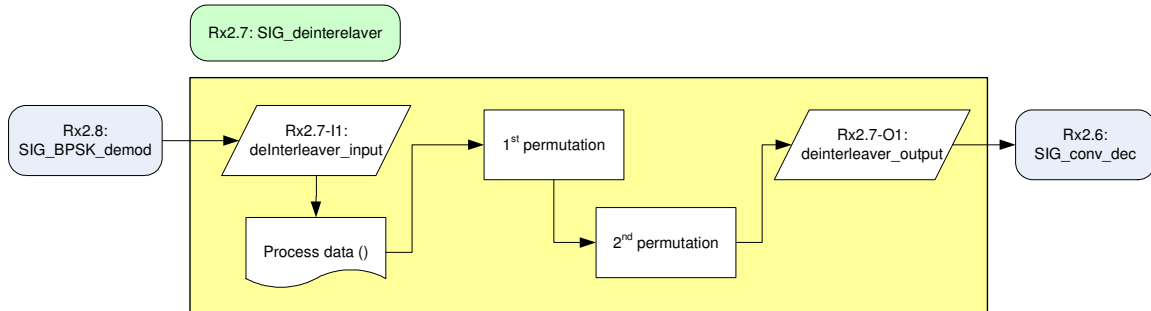 Rx2.7: SIG_deinterelaver
Rx2.8:
SIG_BPSK_demod
Rx2.7-I1:
deInterleaver_input
Process data ()
1st permutation
2nd permutation
Rx2.7-O1:
deinterleaver_output
Rx2.6:
SIG_conv_dec